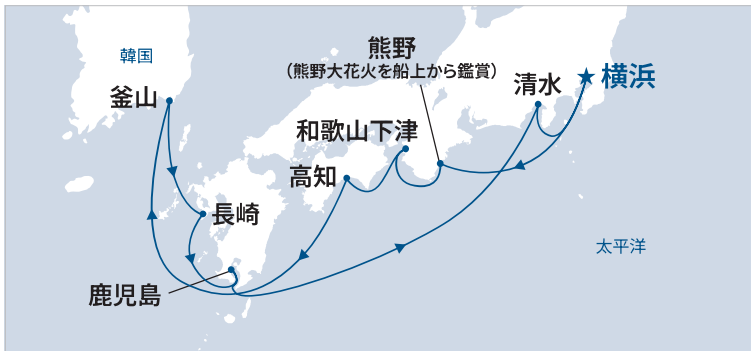 韓国
釜山
熊野
（熊野大花火を船上から鑑賞）
清水
横浜
和歌山下津
高知
長崎
鹿児島
太平洋